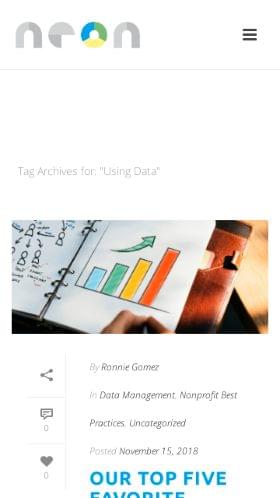 neon
Tag Archives for: "Using Data"
By Ronnie Gomez
In Data Management, Nonprofit Best
Practices, Uncategorized
0
Posted November 15, 2018
0
OUR TOP FIVE
FAVORITE